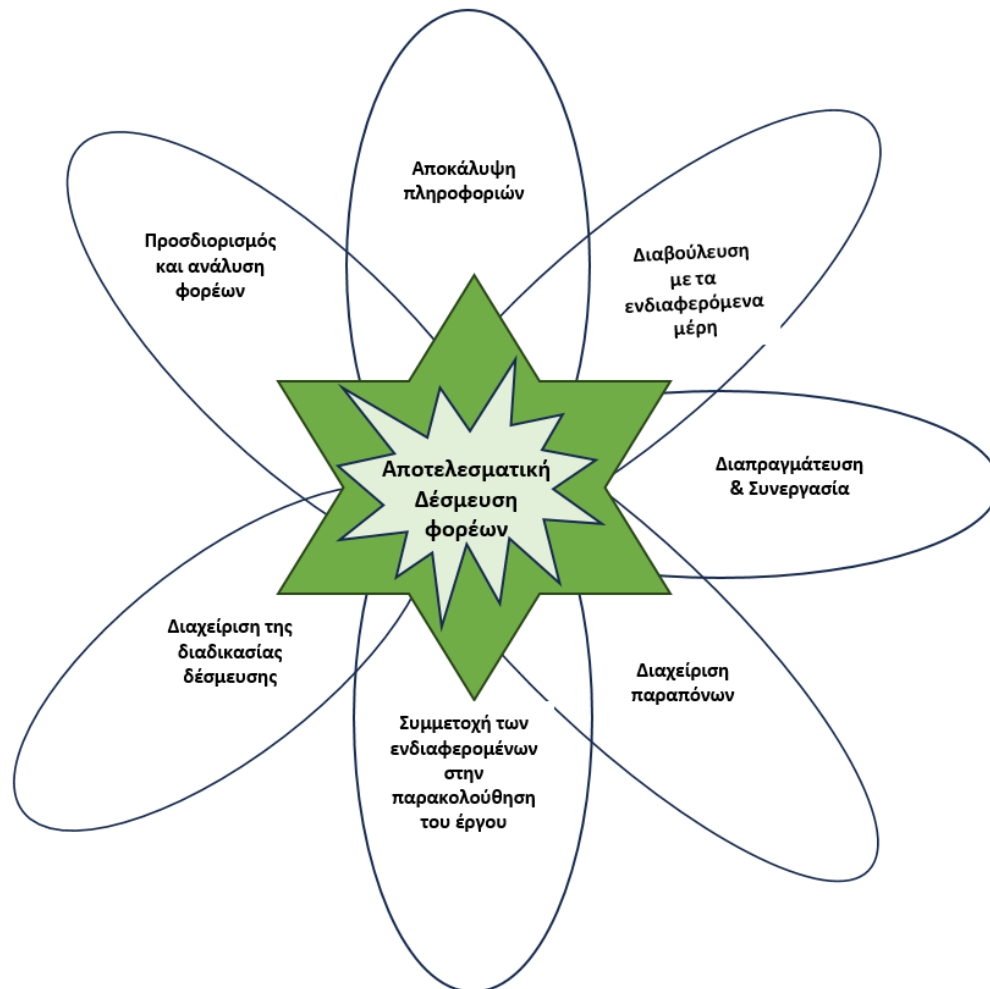 Αποκάλυψη
πληροφοριών
Προσδιορισμός
και ανάλυση
φορέων
Διαβούλευση
με τα
ενδιαφερόμενα
μέρη
Αποτελεσματική
Δέσμευση
φορέων
Διαπραγμάτευση
& Συνεργασία
Διαχείριση της
διαδικασίας
δέσμευσης
Διαχείριση
παραπόνων
Συμμετοχή των
ενδιαφερομένων
στην
παρακολούθηση
του έργου